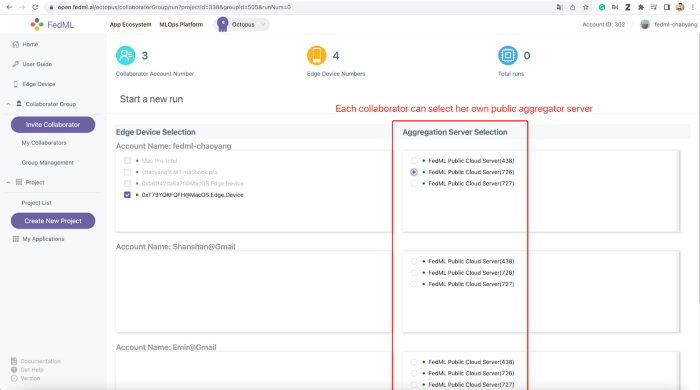 open.fedml.ai/octopus/collaboratorGroup/run?projectId=338&groupid=505&runNum=0
FedML
App Ecosystem
MLOps Platform
Octopus
Account ID: 302
fedml-chaoyang
Home
User Guide
Edge Device
Collaborator Group
Invite Collaborator
My Collaborators
Group Management
Project
Project List
Create New Project
My Applications
Documentation
Get Help
Version
3
Collaborator Account Number
4
Edge Device Numbers
0
Total runs
Start a new run
Each collaborator can select her own public aggregator server
Edge Device Selection
Aggregation Server Selection
Account Name: fedml-chaoyang
Mac Pro-Intel
chaoyang's M1 macbook pro
@MacOS.Edge.Device
0xT79YQKFQFH@MacOS.Edge.Device
FedML Public Cloud Server(438)
FedML Public Cloud Server(726)
FedML Public Cloud Server(727)
Account Name: Shanshan@Gmail
FedML Public Cloud Server(438)
FedML Public Cloud Server(726)
FedML Public Cloud Server(727)
Account Name: Emir@Gmail
FedML Public Cloud Server(438)
FedML Public Cloud Server(726)
FedML Public Cloud Server(727)